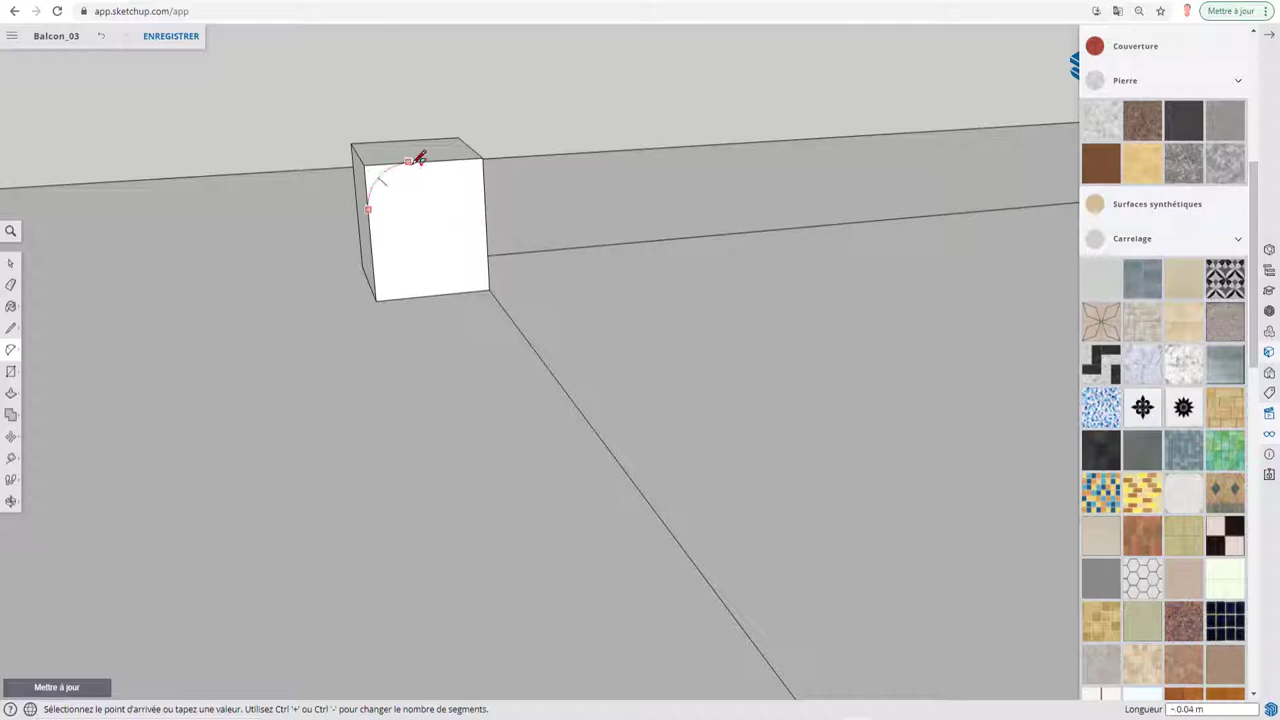 app.sketchup.com/app
Mettre à jour
Balcon_03
ENREGISTRER
Couverture
Pierre
Surfaces synthétiques
Carrelage
Mettre à jour
Sélectionnez le point d'arrivée ou tapez une valeur. Utilisez Ctrl '+' ou Ctrl '-' pour changer le nombre de segments.
Longueur ~ 0.04 m